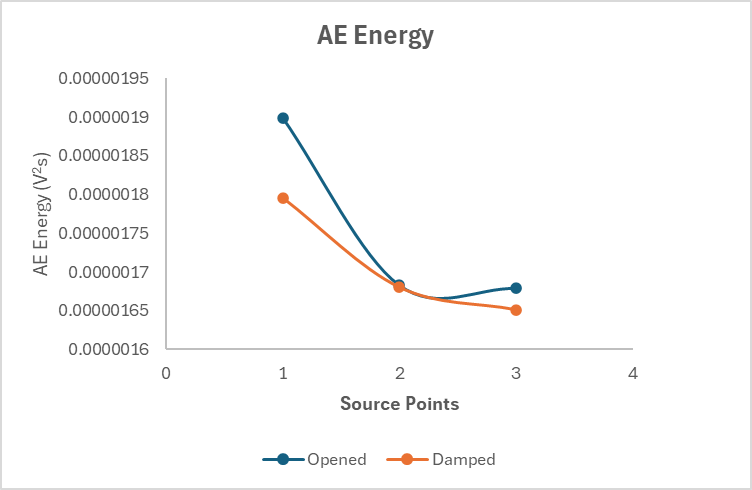 AE Energy
0.00000195
0.0000019
0.00000185
0.0000018
0.00000175
0.0000017
0.00000165
0.0000016
AE Energy (V²s)
0 1 2 3 4
Source Points
Opened Damped